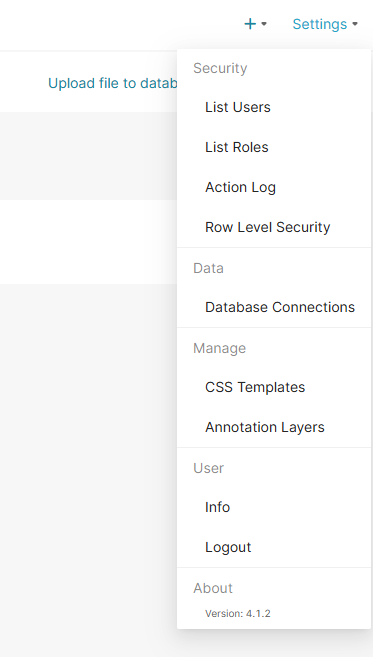 + Settings
Upload file to datab
Security
List Users
List Roles
Action Log
Row Level Security
Data
Database Connections
Manage
CSS Templates
Annotation Layers
User
Info
Logout
About
Version: 4.1.2